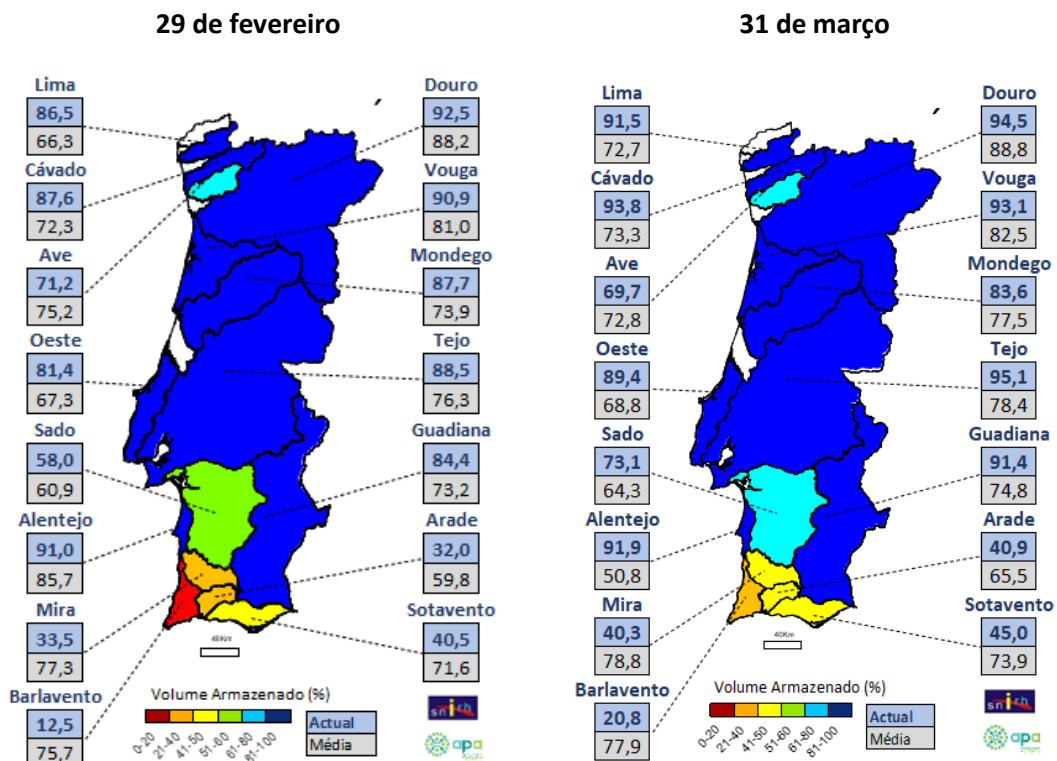 29 de fevereiro
Lima
86,5
66,3
Cávado
87,6
72,3
Ave
71,2
75,2
Oeste
81,4
67,3
Sado
58,0
60,9
Alentejo
91,0
85,7
Mira
33,5
77,3
Barlavento
12,5
75,7
Douro
92,5
88,2
Vouga
90,9
81,0
Mondego
87,7
73,9
Tejo
88,5
76,3
Guadiana
84,4
73,2
Arade
32,0
59,8
Sotavento
40,5
71,6
40Km
Volume Armazenado (%)
0-20
21-40
41-50
51-60
61-80
81-100
Actual
Média
snirh
apa
31 de março
Lima
91,5
72,7
Cávado
93,8
73,3
Ave
69,7
72,8
Oeste
89,4
68,8
Sado
73,1
64,3
Alentejo
91,9
50,8
Mira
40,3
78,8
Barlavento
20,8
77,9
Douro
94,5
88,8
Vouga
93,1
82,5
Mondego
83,6
77,5
Tejo
95,1
78,4
Guadiana
91,4
74,8
Arade
40,9
65,5
Sotavento
45,0
73,9
40Km
Volume Armazenado (%)
0-20
21-40
41-50
51-60
61-80
81-100
Actual
Média
snirh
apa